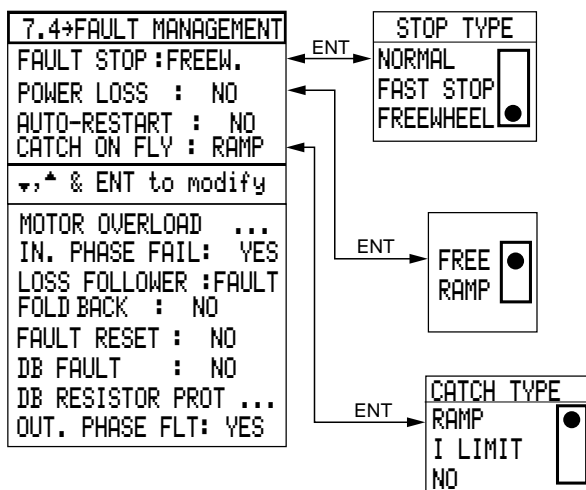 7.4→FAULT MANAGEMENT
FAULT STOP :FREEW.
POWER LOSS : NO
AUTO-RESTART : NO
CATCH ON FLY : RAMP
▾,▴ & ENT to modify
MOTOR OVERLOAD ...
IN. PHASE FAIL: YES
LOSS FOLLOWER :FAULT
FOLD BACK : NO
FAULT RESET : NO
DB FAULT : NO
DB RESISTOR PROT ...
OUT. PHASE FLT: YES
ENT
STOP TYPE
NORMAL
FAST STOP
FREEWHEEL
ENT
FREE
RAMP
ENT
CATCH TYPE
RAMP
I LIMIT
NO